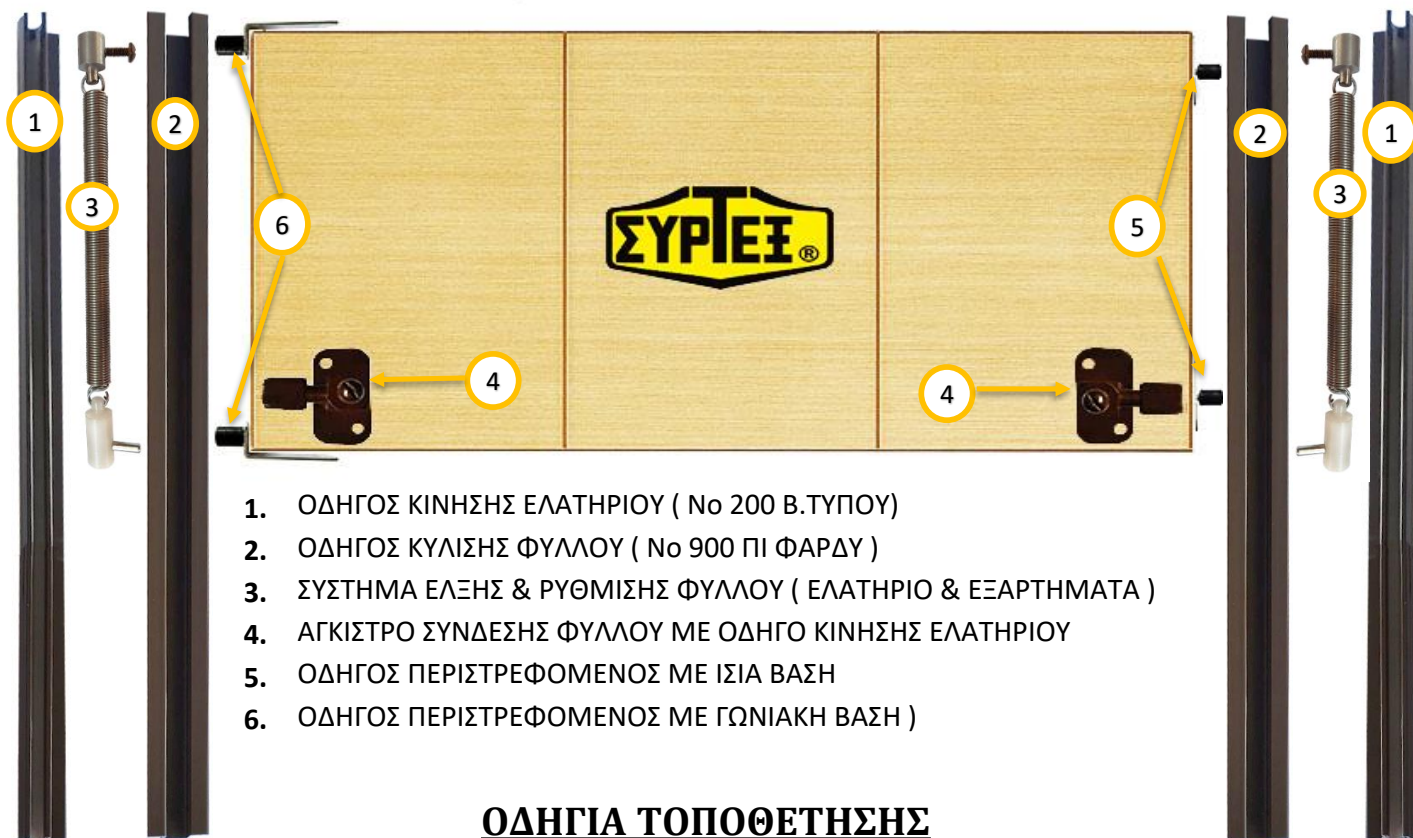 1
2
3
6
ΣΥΡΤΕΞ ®
5
2
3
1
4
4
1. ΟΔΗΓΟΣ ΚΙΝΗΣΗΣ ΕΛΑΤΗΡΙΟΥ ( Νο 200 Β.ΤΥΠΟΥ)
2. ΟΔΗΓΟΣ ΚΥΛΙΣΗΣ ΦΥΛΛΟΥ ( Νο 900 ΠΙ ΦΑΡΔΥ )
3. ΣΥΣΤΗΜΑ ΕΛΞΗΣ & ΡΥΘΜΙΣΗΣ ΦΥΛΛΟΥ ( ΕΛΑΤΗΡΙΟ & ΕΞΑΡΤΗΜΑΤΑ )
4. ΑΓΚΙΣΤΡΟ ΣΥΝΔΕΣΗΣ ΦΥΛΛΟΥ ΜΕ ΟΔΗΓΟ ΚΙΝΗΣΗΣ ΕΛΑΤΗΡΙΟΥ
5. ΟΔΗΓΟΣ ΠΕΡΙΣΤΡΕΦΟΜΕΝΟΣ ΜΕ ΙΣΙΑ ΒΑΣΗ
6. ΟΔΗΓΟΣ ΠΕΡΙΣΤΡΕΦΟΜΕΝΟΣ ΜΕ ΓΩΝΙΑΚΗ ΒΑΣΗ )
ΟΔΗΓΙΑ ΤΟΠΟΘΕΤΗΣΗΣ